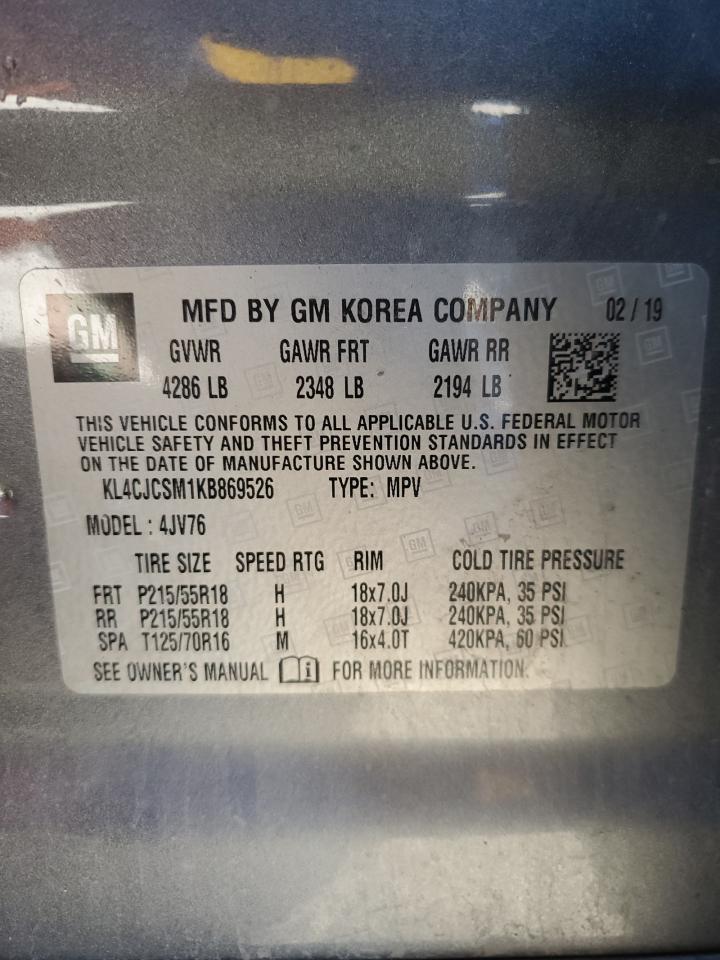 GM
MFD BY GM KOREA COMPANY 02 / 19
GVWR GAWR FRT GAWR RR
4286 LB 2348 LB 2194 LB
THIS VEHICLE CONFORMS TO ALL APPLICABLE U.S. FEDERAL MOTOR
VEHICLE SAFETY AND THEFT PREVENTION STANDARDS IN EFFECT
ON THE DATE OF MANUFACTURE SHOWN ABOVE.
KL4CJCSM1KB869526 TYPE: MPV
MODEL : 4JV76
TIRE SIZE SPEED RTG RIM COLD TIRE PRESSURE
FRT P215/55R18 H 18x7.0J 240KPA, 35 PSI
RR P215/55R18 H 18x7.0J 240KPA, 35 PSI
SPA T125/70R16 M 16x4.0T 420KPA, 60 PSI
SEE OWNER'S MANUAL i FOR MORE INFORMATION.